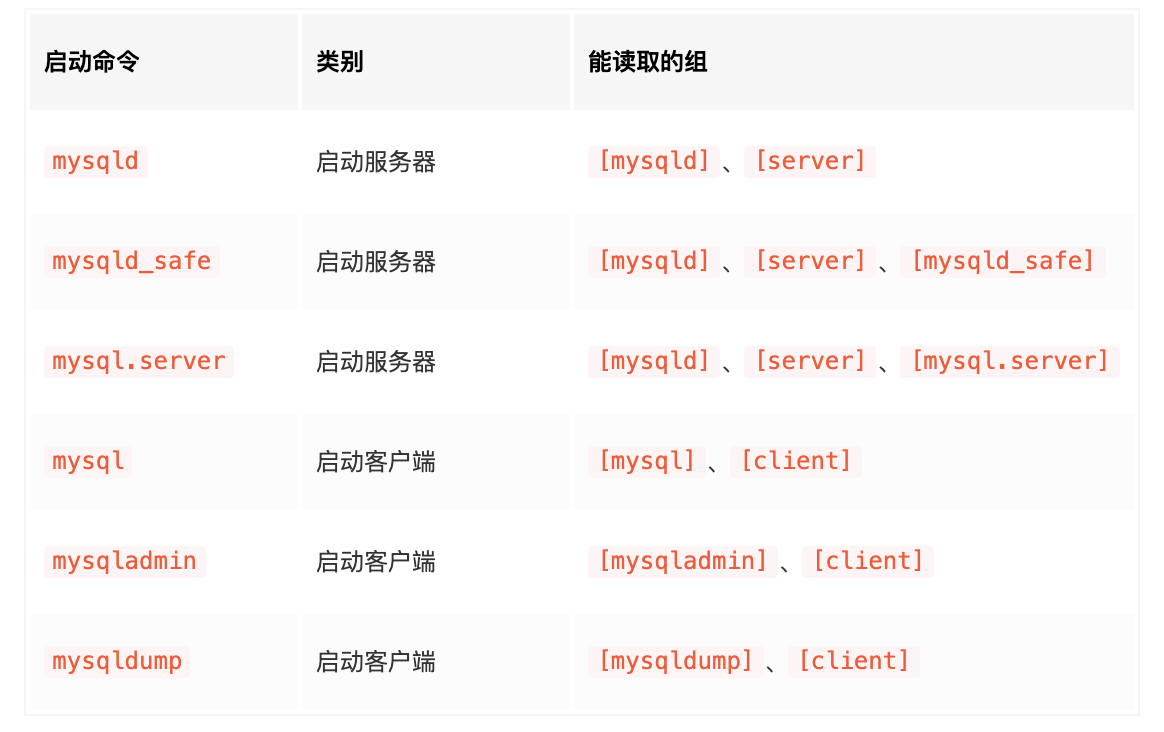 启动命令 类别 能读取的组
mysqld 启动服务器 [mysqld]、[server]
mysqld_safe 启动服务器 [mysqld]、[server]、[mysqld_safe]
mysql.server 启动服务器 [mysqld]、[server]、[mysql.server]
mysql 启动客户端 [mysql]、[client]
mysqladmin 启动客户端 [mysqladmin]、[client]
mysqldump 启动客户端 [mysqldump]、[client]